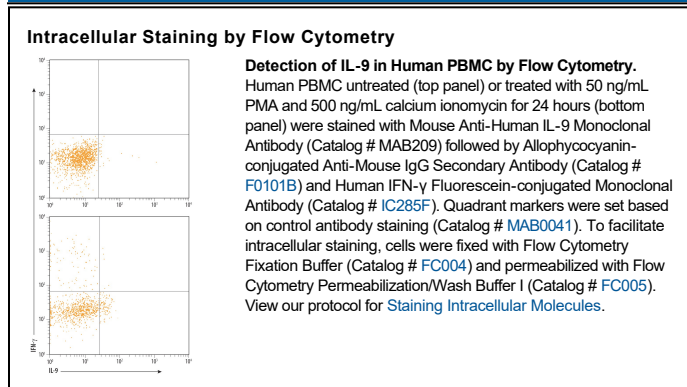 Intracellular Staining by Flow Cytometry
Detection of IL-9 in Human PBMC by Flow Cytometry.
Human PBMC untreated (top panel) or treated with 50 ng/mL
PMA and 500 ng/mL calcium ionomycin for 24 hours (bottom
panel) were stained with Mouse Anti-Human IL-9 Monoclonal
Antibody (Catalog # MAB209) followed by Allophycocyanin-
conjugated Anti-Mouse IgG Secondary Antibody (Catalog #
F0101B) and Human IFN-γ Fluorescein-conjugated Monoclonal
Antibody (Catalog # IC285F). Quadrant markers were set based
on control antibody staining (Catalog # MAB0041). To facilitate
intracellular staining, cells were fixed with Flow Cytometry
Fixation Buffer (Catalog # FC004) and permeabilized with Flow
Cytometry Permeabilization/Wash Buffer I (Catalog # FC005).
View our protocol for Staining Intracellular Molecules.
IFN-γ
IL-9